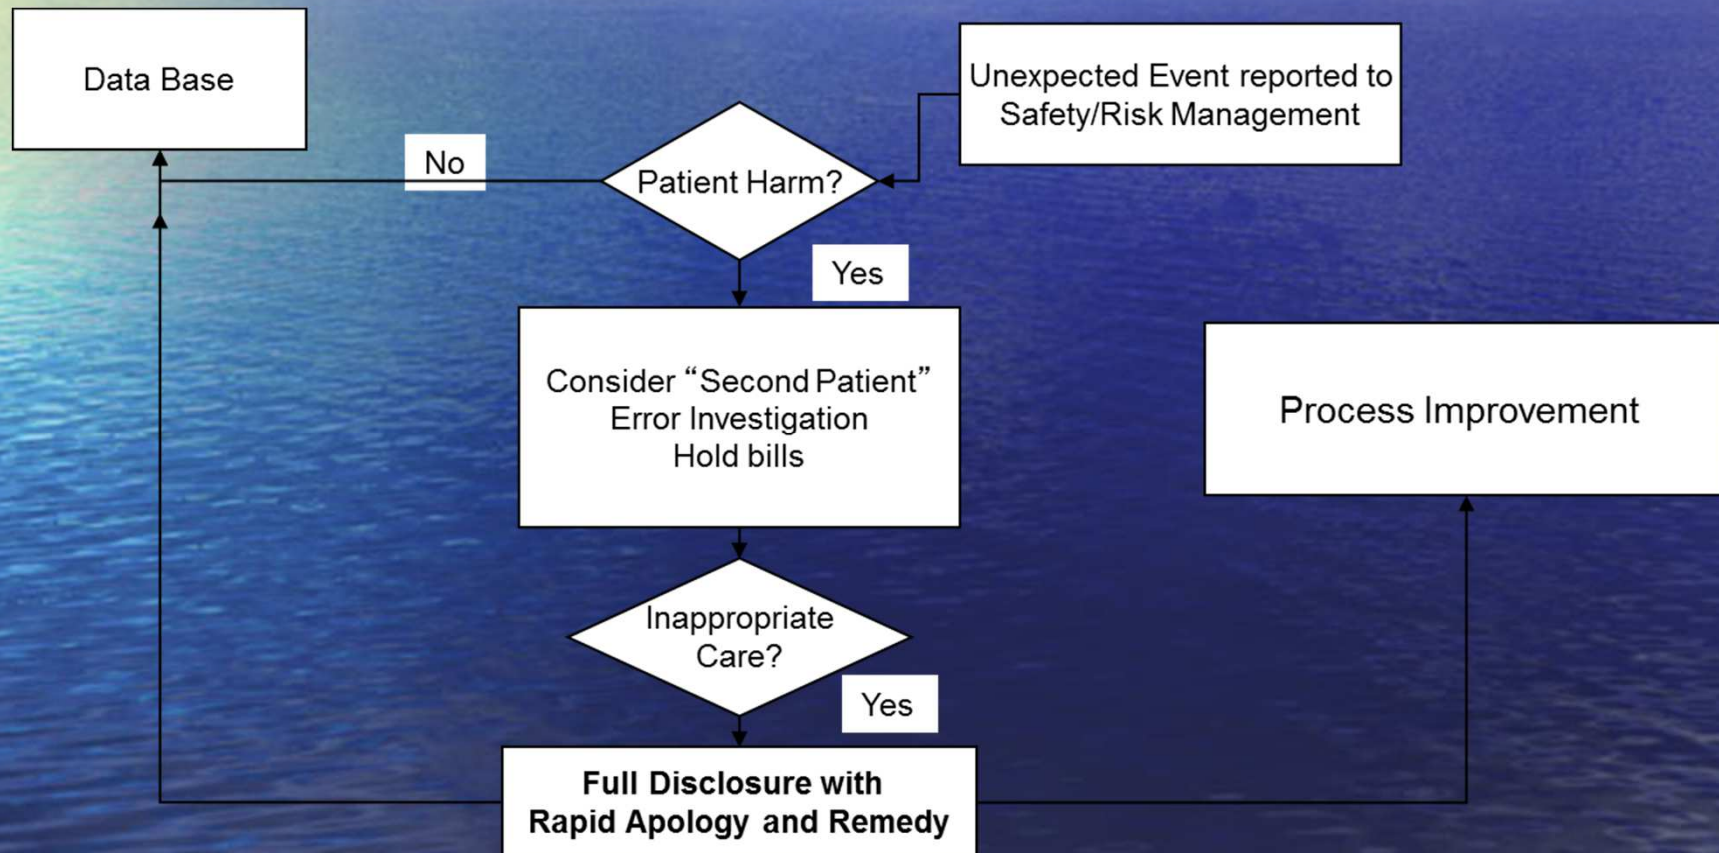 Data Base
Unexpected Event reported to
Safety/Risk Management
No
Patient Harm?
Yes
Consider “Second Patient”
Error Investigation
Hold bills
Process Improvement
Inappropriate
Care?
Yes
Full Disclosure with
Rapid Apology and Remedy